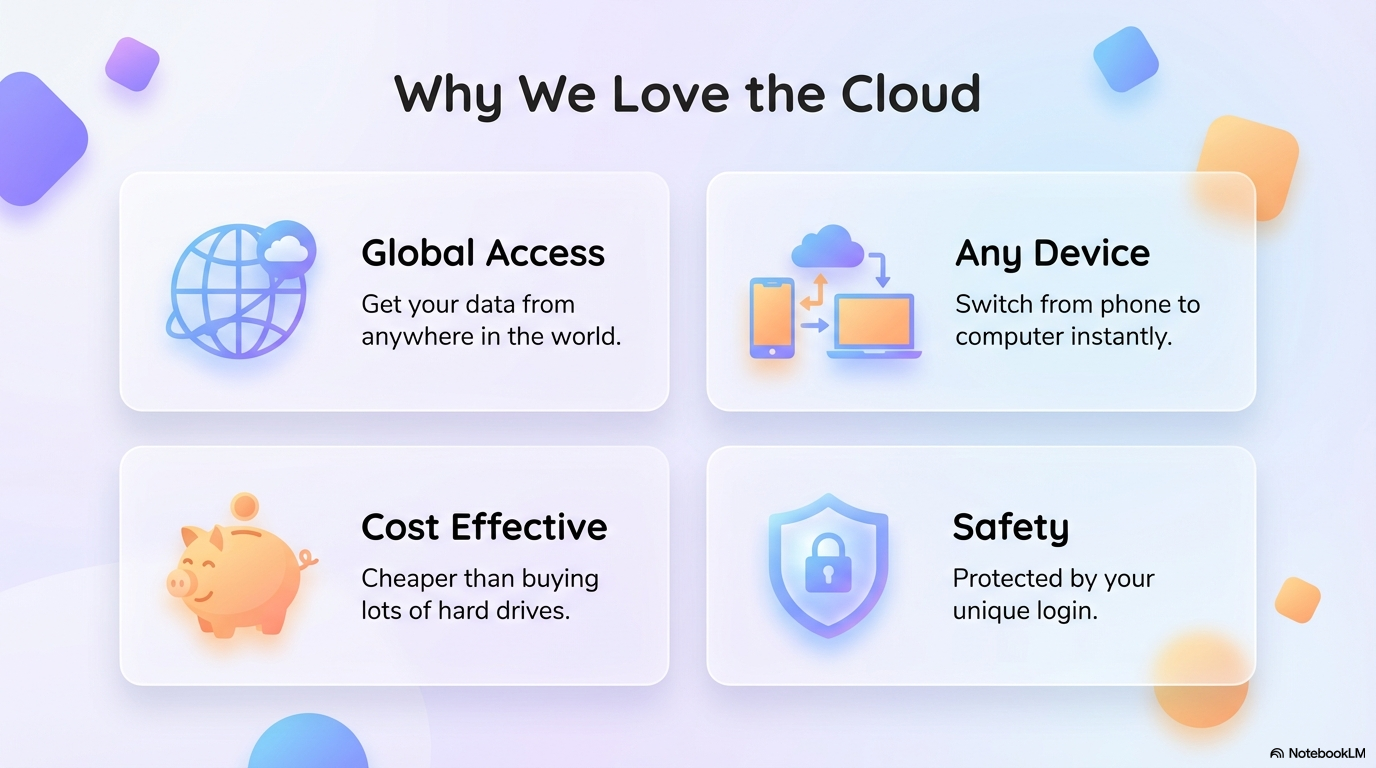 Why We Love the Cloud
Global Access
Get your data from
anywhere in the world.
Any Device
Switch from phone to
computer instantly.
Cost Effective
Cheaper than buying
lots of hard drives.
Safety
Protected by your
unique login.
NotebookLM